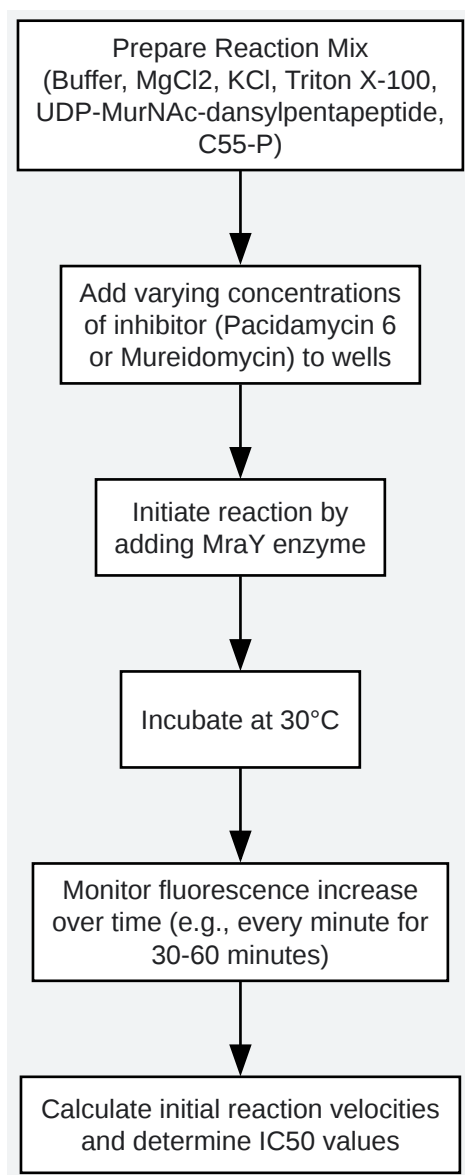 Prepare Reaction Mix
(Buffer, MgCl2, KCl, Triton X-100,
UDP-MurNAc-dansylpentapeptide,
C55-P)
Add varying concentrations
of inhibitor (Pacidamycin 6
or Mureidomycin) to wells
Initiate reaction by
adding MraY enzyme
Incubate at 30°C
Monitor fluorescence increase
over time (e.g., every minute for
30-60 minutes)
Calculate initial reaction velocities
and determine IC50 values